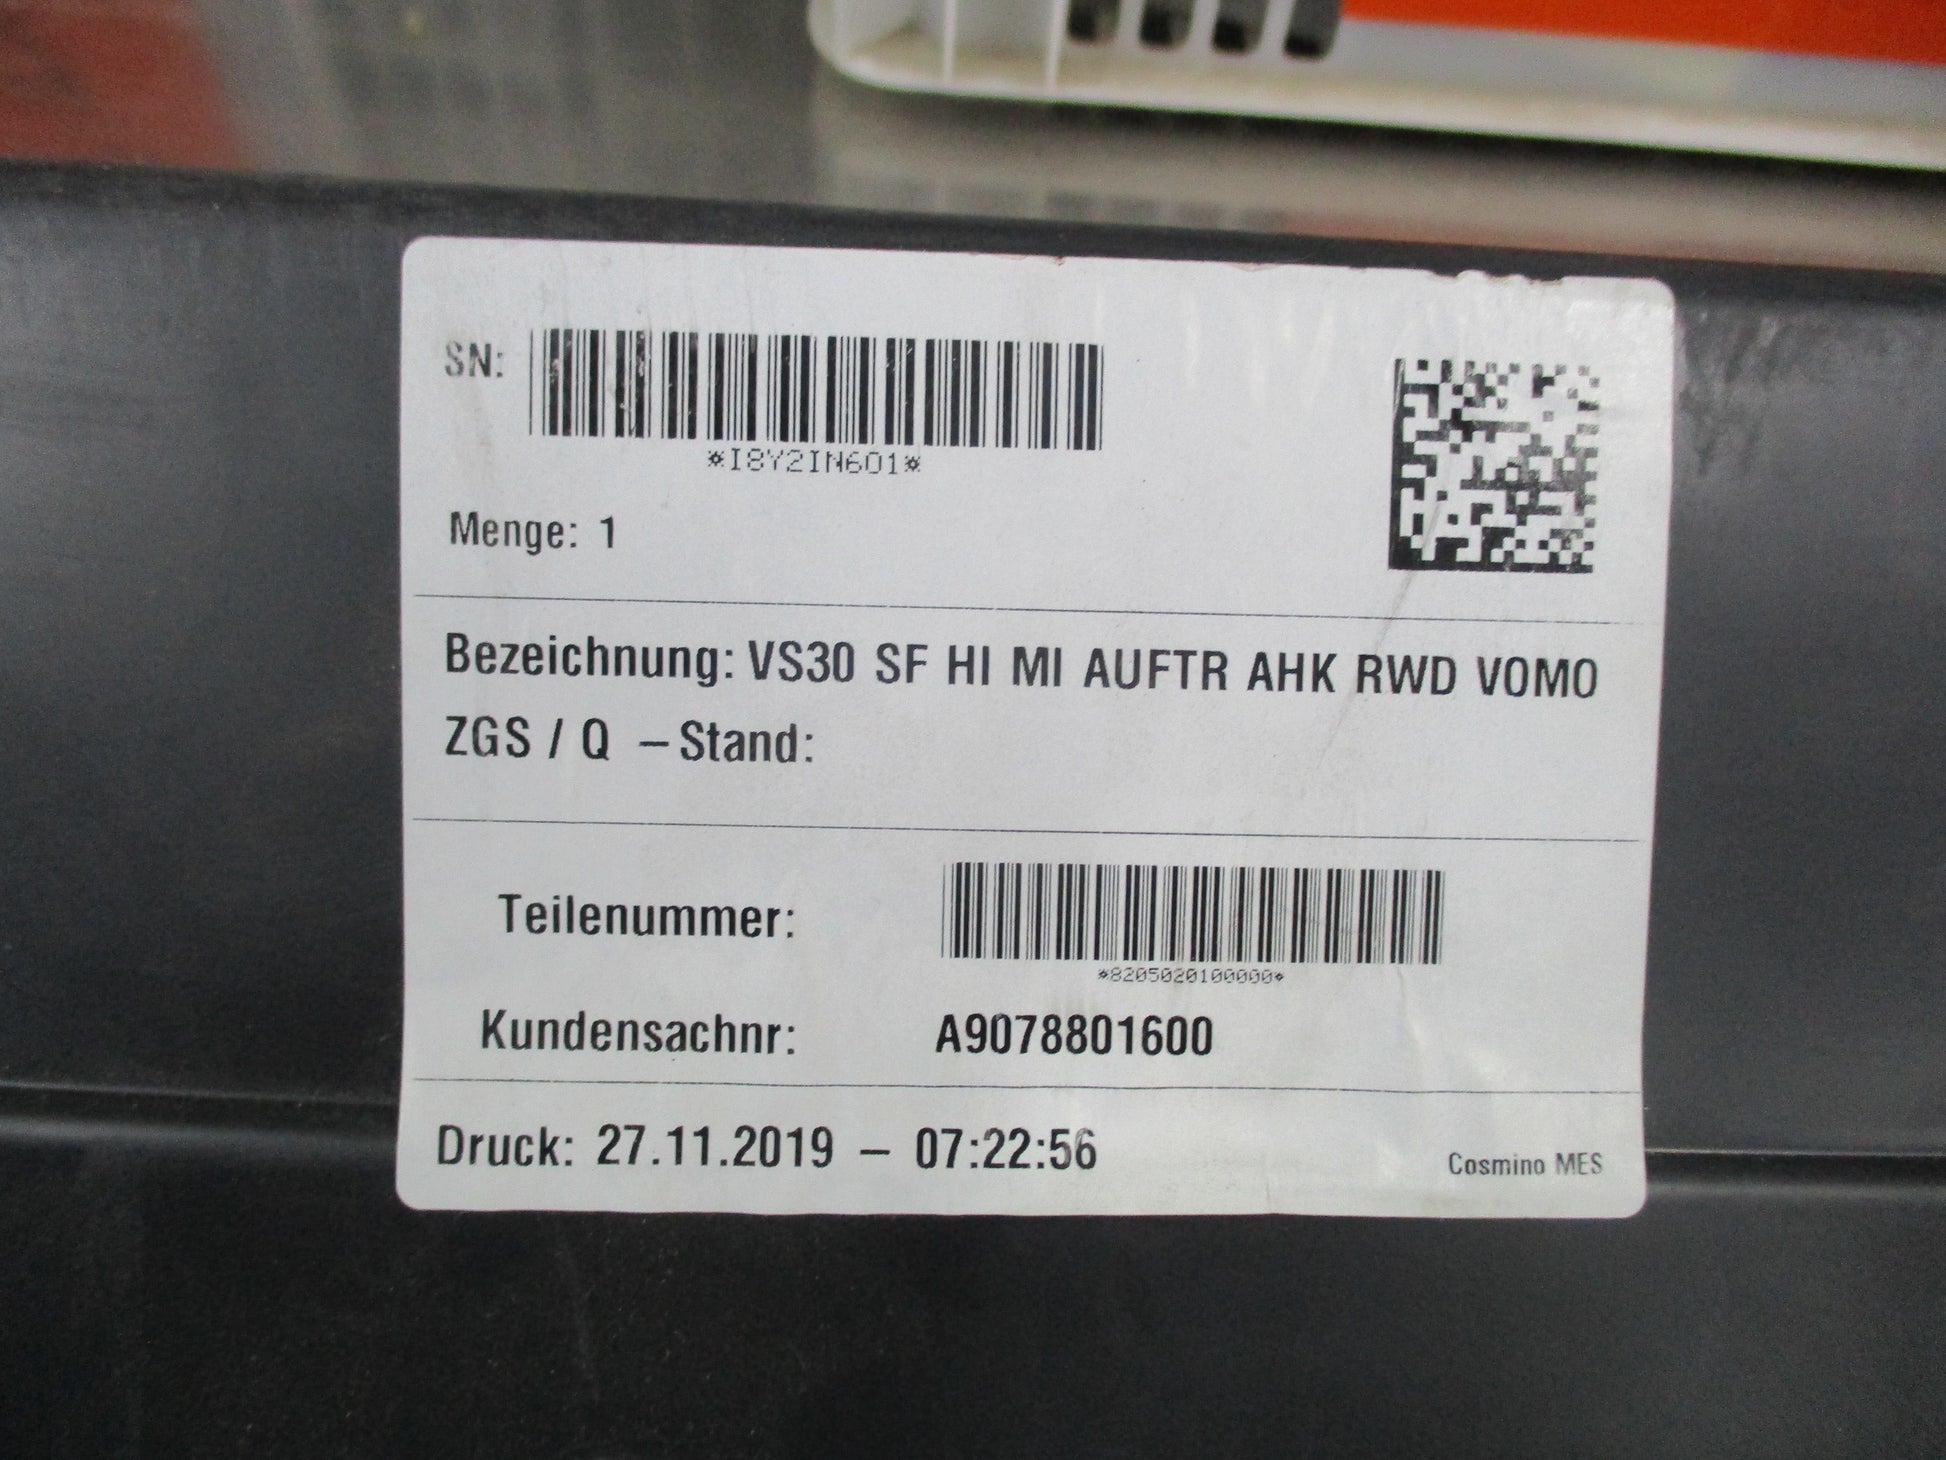 SN:
*I8Y2IN601*
Menge: 1
Bezeichnung: VS30 SF HI MI AUFTR AHK RWD VOMO
ZGS / Q – Stand:
Teilenummer:
*8205020100000*
Kundensachnr: A9078801600
Druck: 27.11.2019 – 07:22:56
Cosmino MES